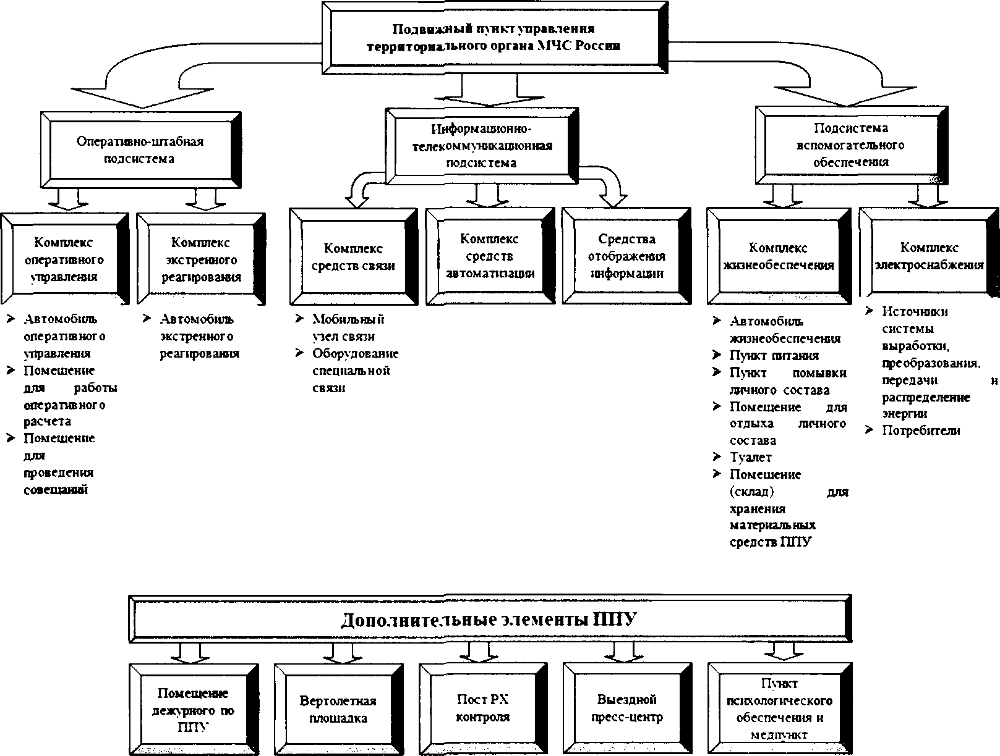 Подвижный пункт управления
территориального органа МЧС России
Оперативно-штабная
подсистема
Информационно-
телекоммуникационная
подсистема
Подсистема
вспомогательного
обеспечения
Комплекс
оперативного
управления
Комплекс
экстренного
реагирования
Комплекс
средств связи
Комплекс
средств
автоматизации
Средства
отображения
информации
Комплекс
жизнеобеспечения
Комплекс
электроснабжения
➢ Автомобиль
оперативного
управления
➢ Помещение
для работы
оперативного
расчета
➢ Помещение
для
проведения
совещаний
➢ Автомобиль
экстренного
реагирования
➢ Мобильный
узел связи
➢ Оборудование
специальной
связи
➢ Автомобиль
жизнеобеспечения
➢ Пункт питания
➢ Пункт помывки
личного состава
➢ Помещение для
отдыха личного
состава
➢ Туалет
➢ Помещение
(склад) для
хранения
материальных
средств ППУ
➢ Источники
системы
выработки,
преобразования,
передачи и
распределение
энергии
➢ Потребители
Дополнительные элементы ППУ
Помещение
дежурного по
ППУ
Вертолетная
площадка
Пост РХ
контроля
Выездной
пресс-центр
Пункт
психологического
обеспечения и
медпункт